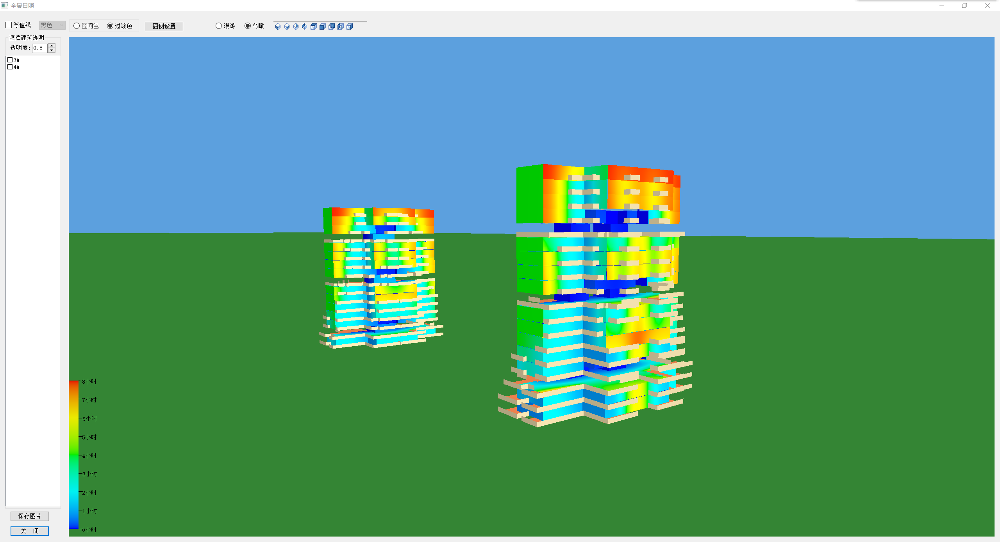 全景日照
等值线 黑色 区间色 过渡色 图例设置 漫游 鸟瞰
遮挡建筑透明
透明度: 0.5
3#
4#
8小时
7小时
6小时
5小时
4小时
3小时
2小时
1小时
0小时
保存图片
关 闭